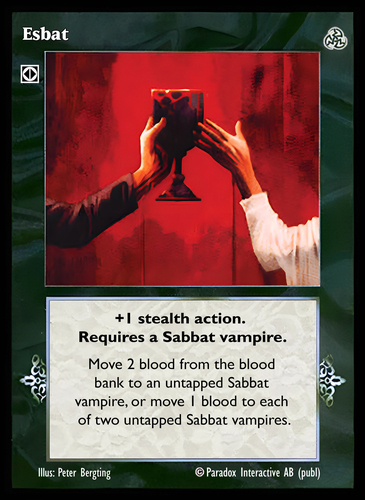 Esbat
+1 stealth action.
Requires a Sabbat vampire.
Move 2 blood from the blood
bank to an untapped Sabbat
vampire, or move 1 blood to each
of two untapped Sabbat vampires.
Illus: Peter Bergting © Paradox Interactive AB (publ)